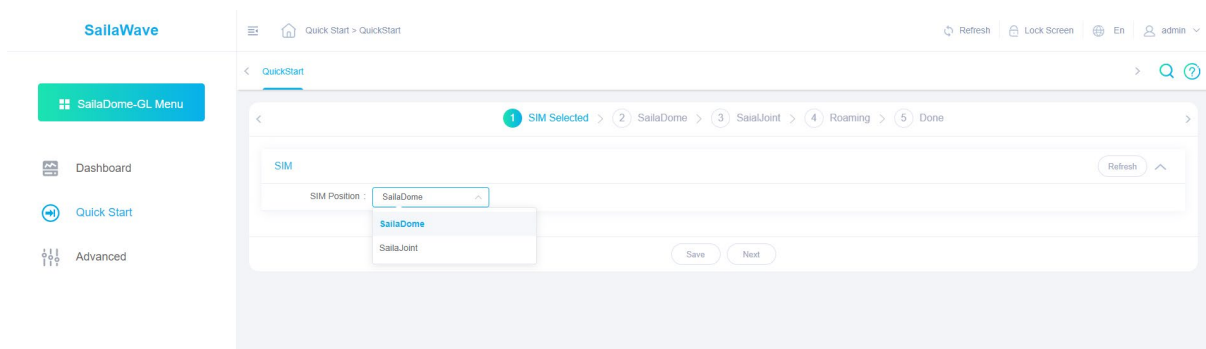 SailaWave
Quick Start > QuickStart
Refresh
Lock Screen
En
admin
QuickStart
SailaDome-GL Menu
1 SIM Selected > 2 SailaDome > 3 SaialJoint > 4 Roaming > 5 Done
Dashboard
SIM
Refresh
SIM Position : SailaDome
Quick Start
SailaDome
SailaJoint
Advanced
Save
Next